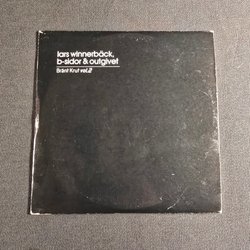 lars winnerbäck,
b-sidor & outgivet
Bränt Krut vol.2